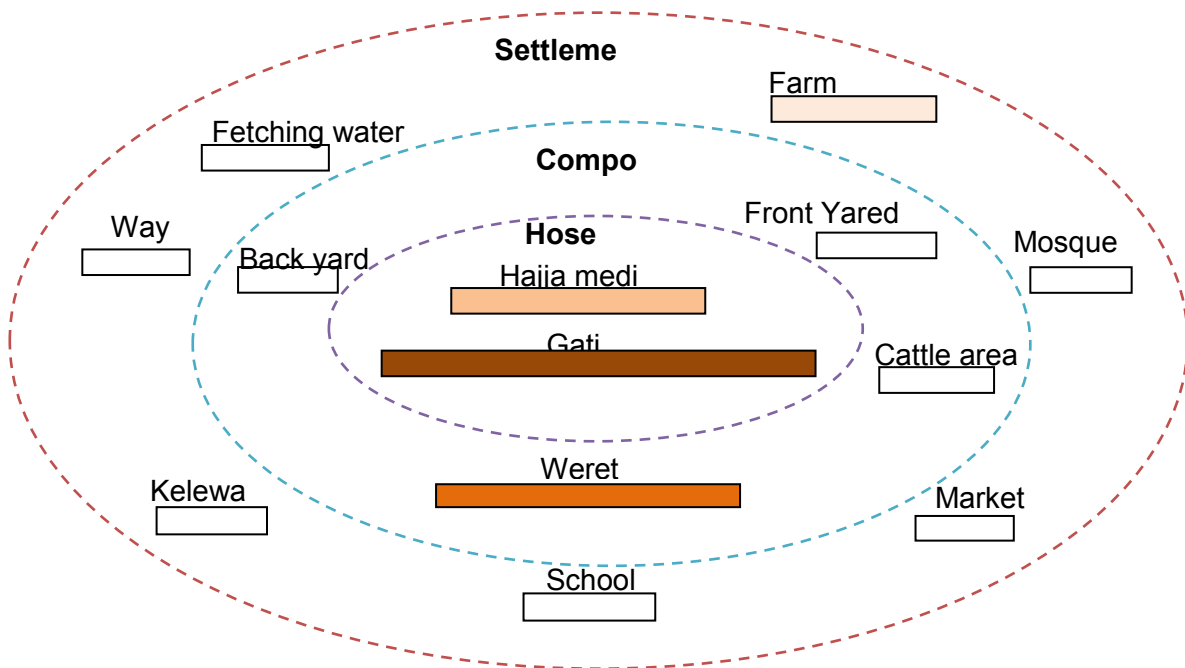 Settleme
Farm
Fetching water
Compo
Way
Front Yared
Hose
Mosque
Back yard
Hajja medi
Gati
Cattle area
Weret
Kelewa
Market
School